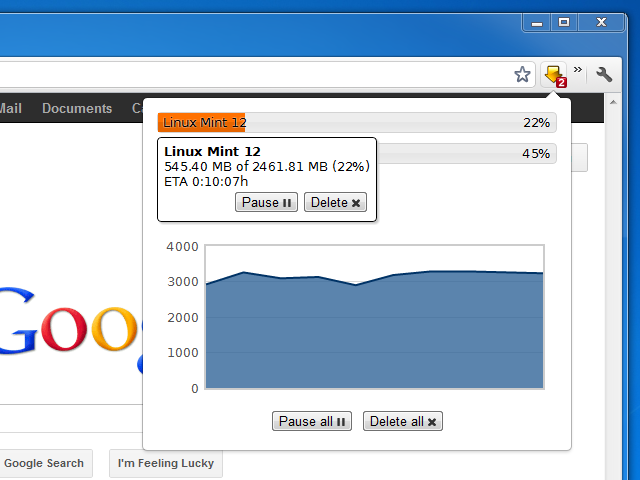 2
»
Mail Documents
Linux Mint 12 22%
45%
Linux Mint 12
545.40 MB of 2461.81 MB (22%)
ETA 0:10:07h
Pause Delete
4000
3000
2000
1000
0
Goog
Pause all Delete all
Google Search I'm Feeling Lucky